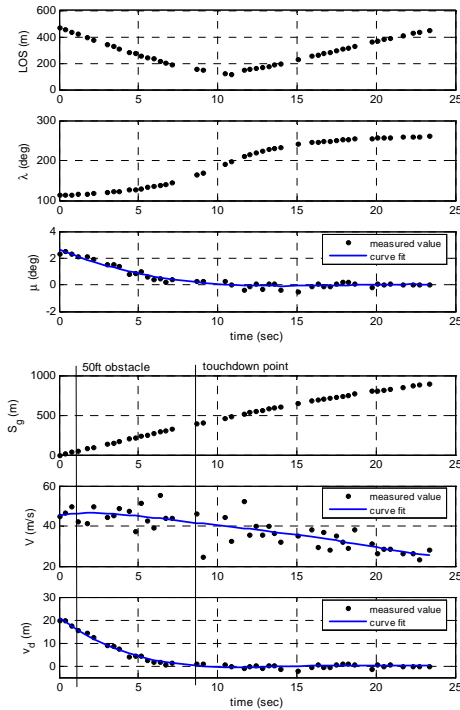 600
400
200
0
LOS (m)
0 5 10 15 20 25
300
200
100
λ (deg)
0 5 10 15 20 25
4
2
0
-2
μ (deg)
measured value
curve fit
0 5 10 15 20 25
time (sec)
50ft obstacle touchdown point
1000
500
0
S_g (m)
0 5 10 15 20 25
60
40
20
V (m/s)
measured value
curve fit
0 5 10 15 20 25
30
20
10
0
-10
v_d (m)
measured value
curve fit
0 5 10 15 20 25
time (sec)